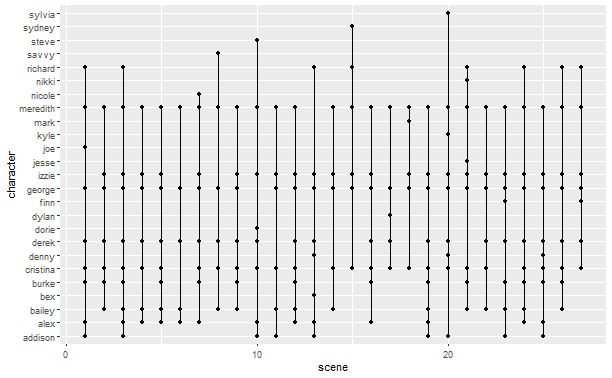 sylvia
sydney
steve
savvy
richard
nikki
nicole
meredith
mark
kyle
joe
jesse
izzie
george
finn
dylan
dorie
derek
denny
cristina
burke
bex
bailey
alex
addison
character
0 10 20
scene